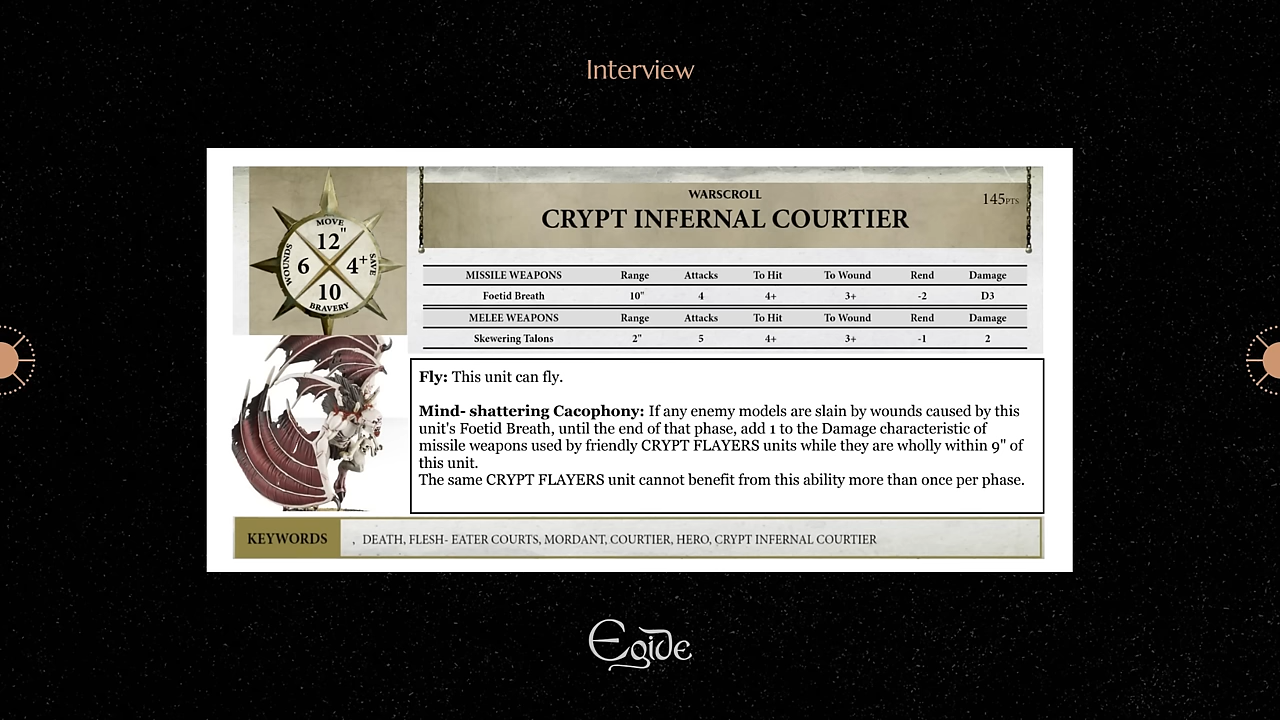 Interview
WARSCROLL
CRYPT INFERNAL COURTIER
145PTS
MOVE
12"
WOUNDS
6
4+
SAVE
10
BRAVERY
MISSILE WEAPONS Range Attacks To Hit To Wound Rend Damage
Foetid Breath 10" 4 4+ 3+ -2 D3
MELEE WEAPONS Range Attacks To Hit To Wound Rend Damage
Skewering Talons 2" 5 4+ 3+ -1 2
Fly: This unit can fly.
Mind- shattering Cacophony: If any enemy models are slain by wounds caused by this
unit's Foetid Breath, until the end of that phase, add 1 to the Damage characteristic of
missile weapons used by friendly CRYPT FLAYERS units while they are wholly within 9" of
this unit.
The same CRYPT FLAYERS unit cannot benefit from this ability more than once per phase.
KEYWORDS , DEATH, FLESH- EATER COURTS, MORDANT, COURTIER, HERO, CRYPT INFERNAL COURTIER
Egide